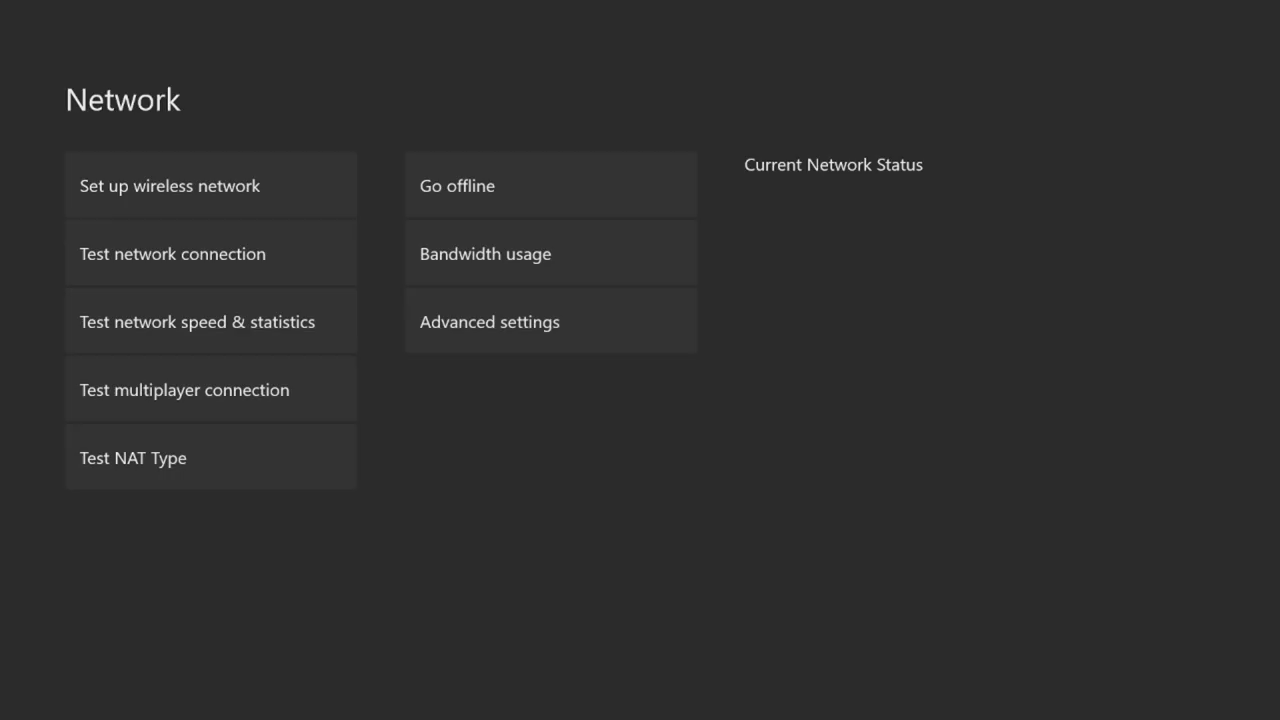 Network
Set up wireless network
Test network connection
Test network speed & statistics
Test multiplayer connection
Test NAT Type
Go offline
Bandwidth usage
Advanced settings
Current Network Status